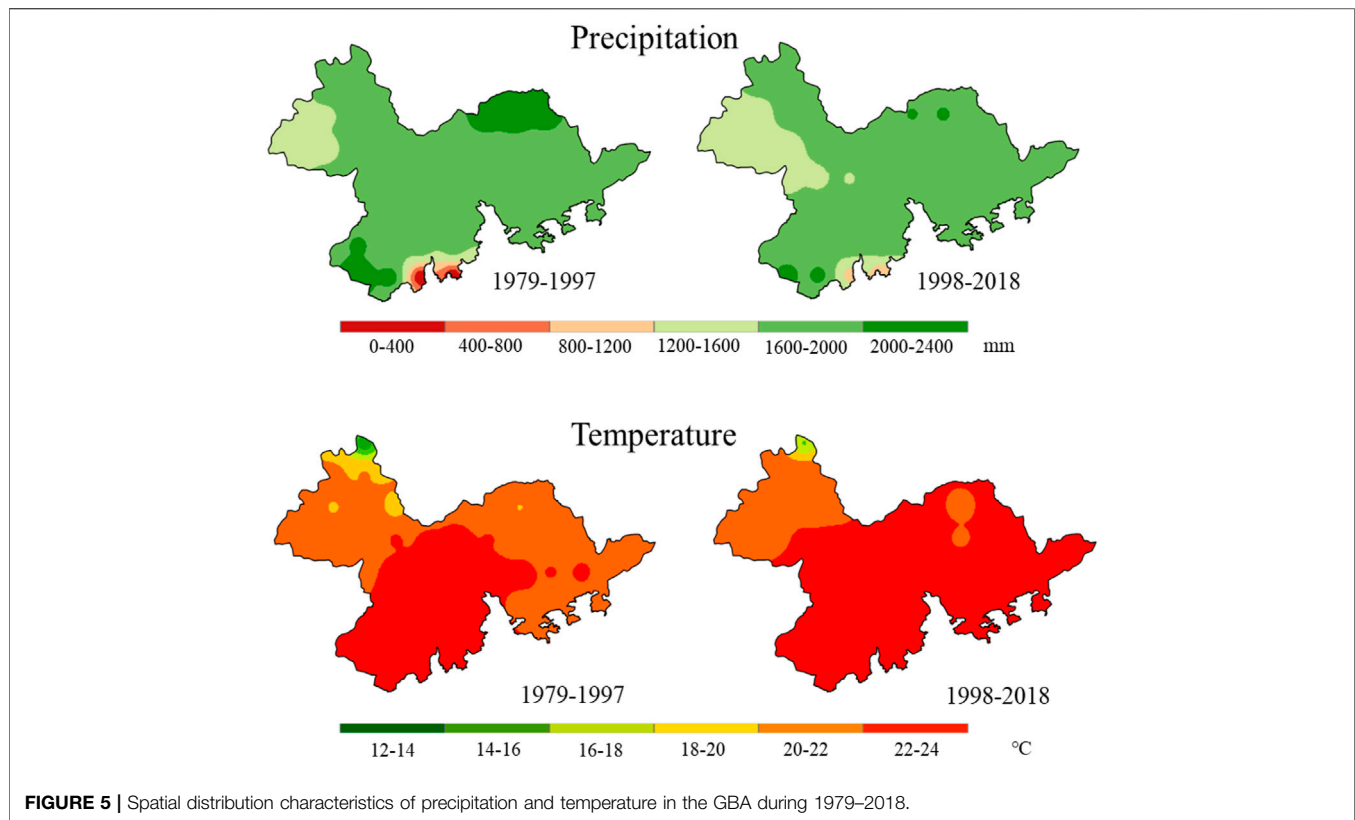 Precipitation
1979-1997
1998-2018
0-400 400-800 800-1200 1200-1600 1600-2000 2000-2400 mm
Temperature
1979-1997
1998-2018
12-14 14-16 16-18 18-20 20-22 22-24 °C
FIGURE 5 | Spatial distribution characteristics of precipitation and temperature in the GBA during 1979–2018.